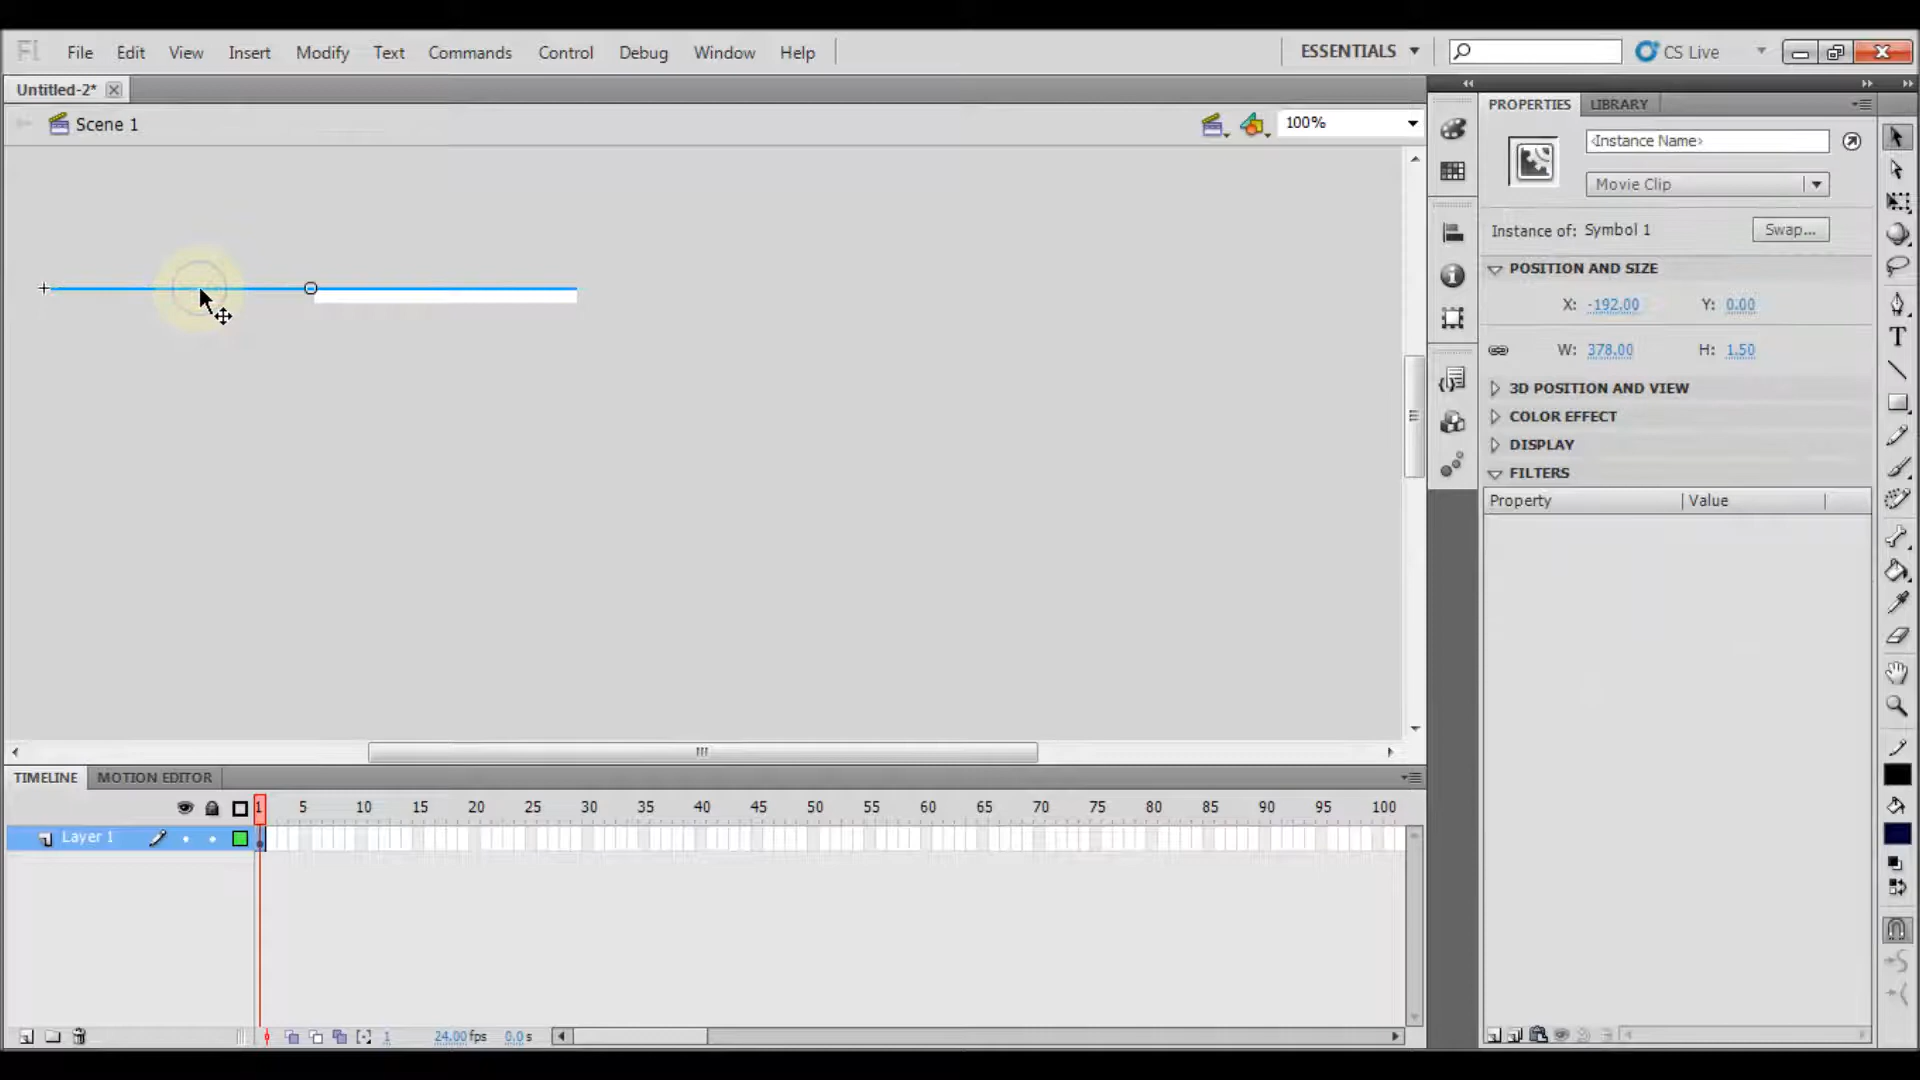 Fl File Edit View Insert Modify Text Commands Control Debug Window Help ESSENTIALS CS Live
Untitled-2*
Scene 1 100%
PROPERTIES LIBRARY
<Instance Name>
Movie Clip
Instance of: Symbol 1 Swap...
POSITION AND SIZE
X: -192.00 Y: 0.00
W: 378.00 H: 1.50
3D POSITION AND VIEW
COLOR EFFECT
DISPLAY
FILTERS
Property Value
TIMELINE MOTION EDITOR
1 5 10 15 20 25 30 35 40 45 50 55 60 65 70 75 80 85 90 95 100
Layer 1
1 24.00 fps 0.0 s